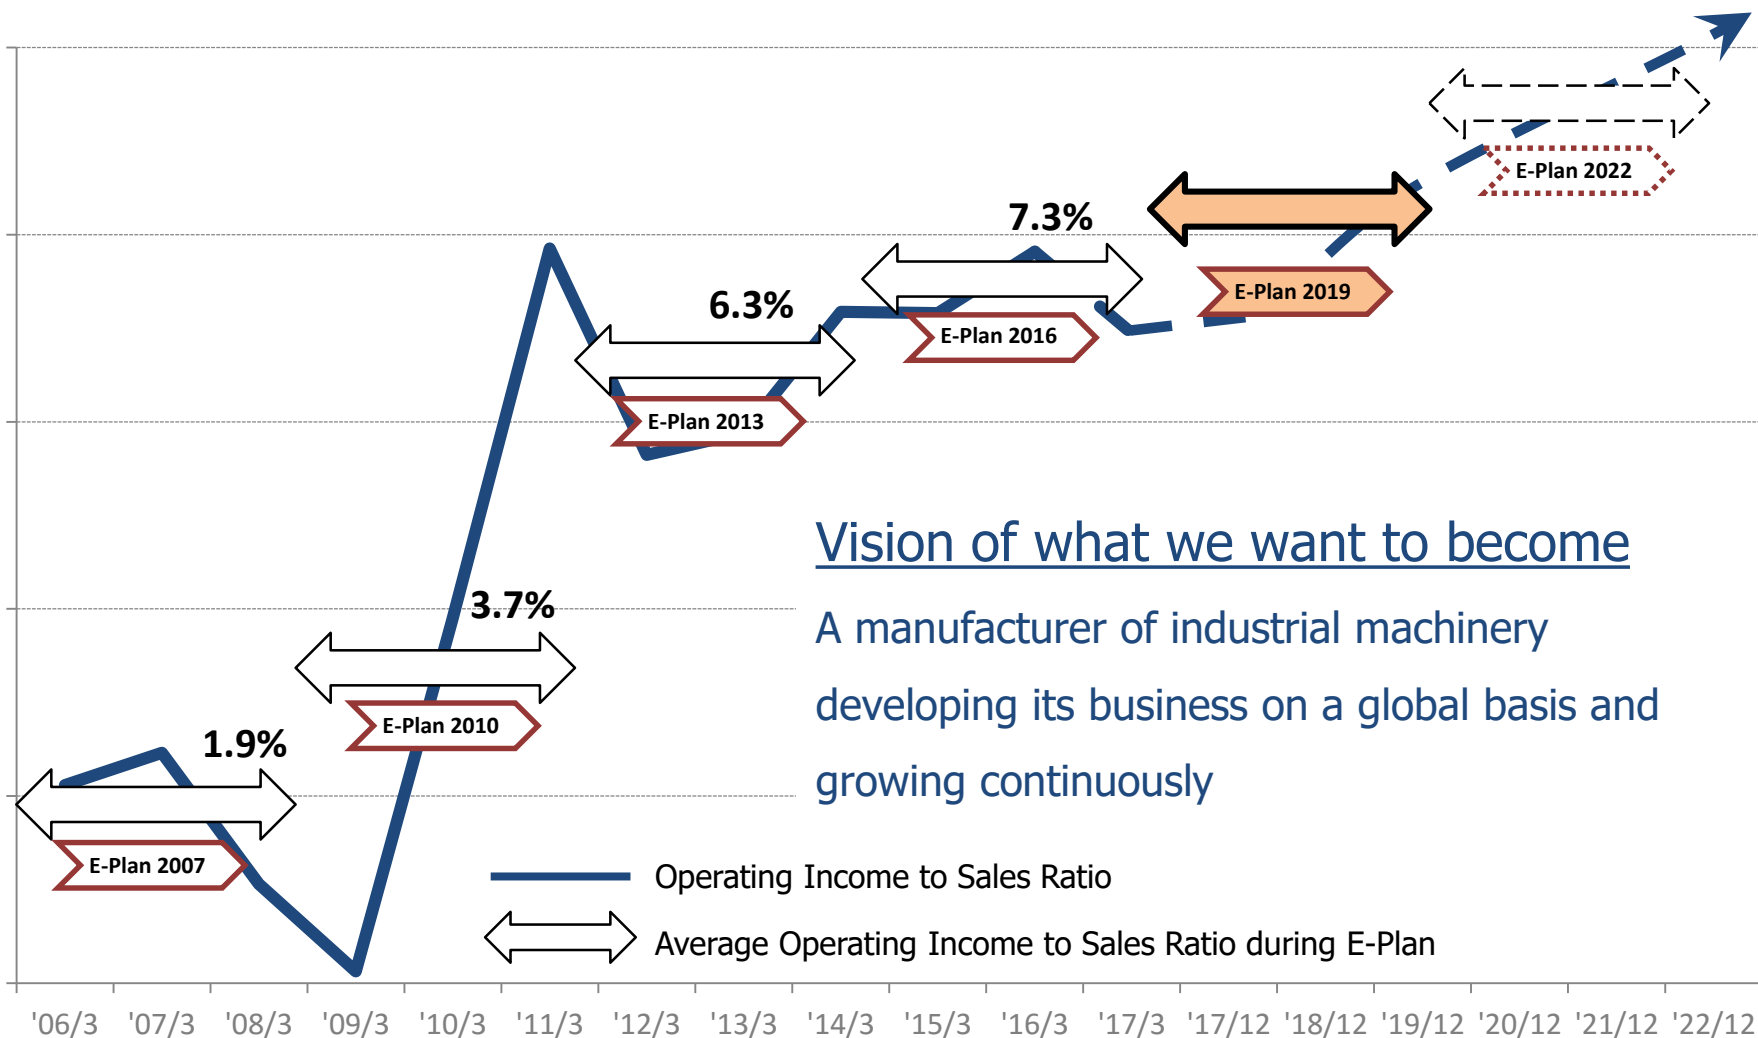 7.3%
E-Plan 2022
6.3%
E-Plan 2019
E-Plan 2016
E-Plan 2013
Vision of what we want to become
A manufacturer of industrial machinery
developing its business on a global basis and
growing continuously
3.7%
E-Plan 2010
1.9%
E-Plan 2007
Operating Income to Sales Ratio
Average Operating Income to Sales Ratio during E-Plan
'06/3 '07/3 '08/3 '09/3 '10/3 '11/3 '12/3 '13/3 '14/3 '15/3 '16/3 '17/3 '17/12 '18/12 '19/12 '20/12 '21/12 '22/12